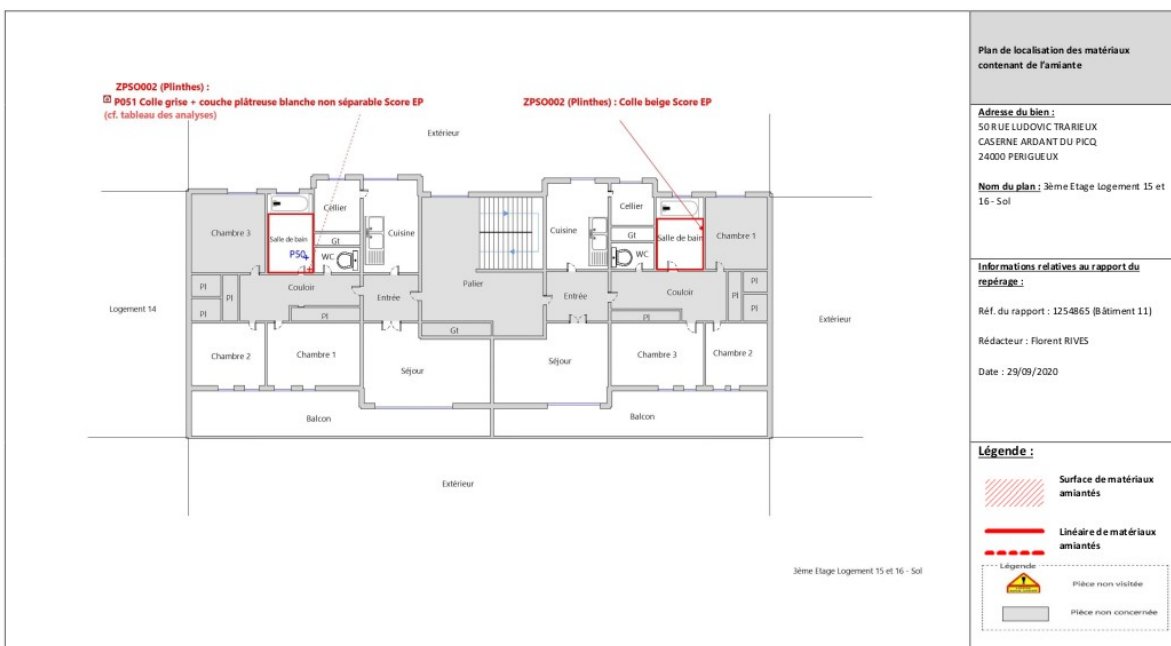 ZPSO002 (Plinthes) :
P051 Colle grise + couche plâtreuse blanche non séparable Score EP
(cf. tableau des analyses)
ZPSO002 (Plinthes) : Colle beige Score EP
Extérieur
Cellier
Cellier
Chambre 3
Salle de bain
P50
Gt
WC
Cuisine
Cuisine
Gt
WC
Salle de bain
Chambre 1
Logement 14
Pl
Pl
Pl
Couloir
Pl
Entrée
Palier
Gt
Entrée
Couloir
Pl
Pl
Pl
Pl
Extérieur
Chambre 2
Chambre 1
Séjour
Séjour
Chambre 3
Chambre 2
Balcon
Balcon
Extérieur
3ème Etage Logement 15 et 16 - Sol
Plan de localisation des matériaux
contenant de l'amiante
Adresse du bien :
50 RUE LUDOVIC TRARIEUX
CASERNE ARDANT DU PICQ
24000 PERIGUEUX
Nom du plan : 3ème Etage Logement 15 et
16 - Sol
Informations relatives au rapport du
repérage :
Réf. du rapport : 1254865 (Bâtiment 11)
Rédacteur : Florent RIVES
Date : 29/09/2020
Légende :
Surface de matériaux
amiantés
Linéaire de matériaux
amiantés
Légende
Pièce non visitée
Pièce non concernée